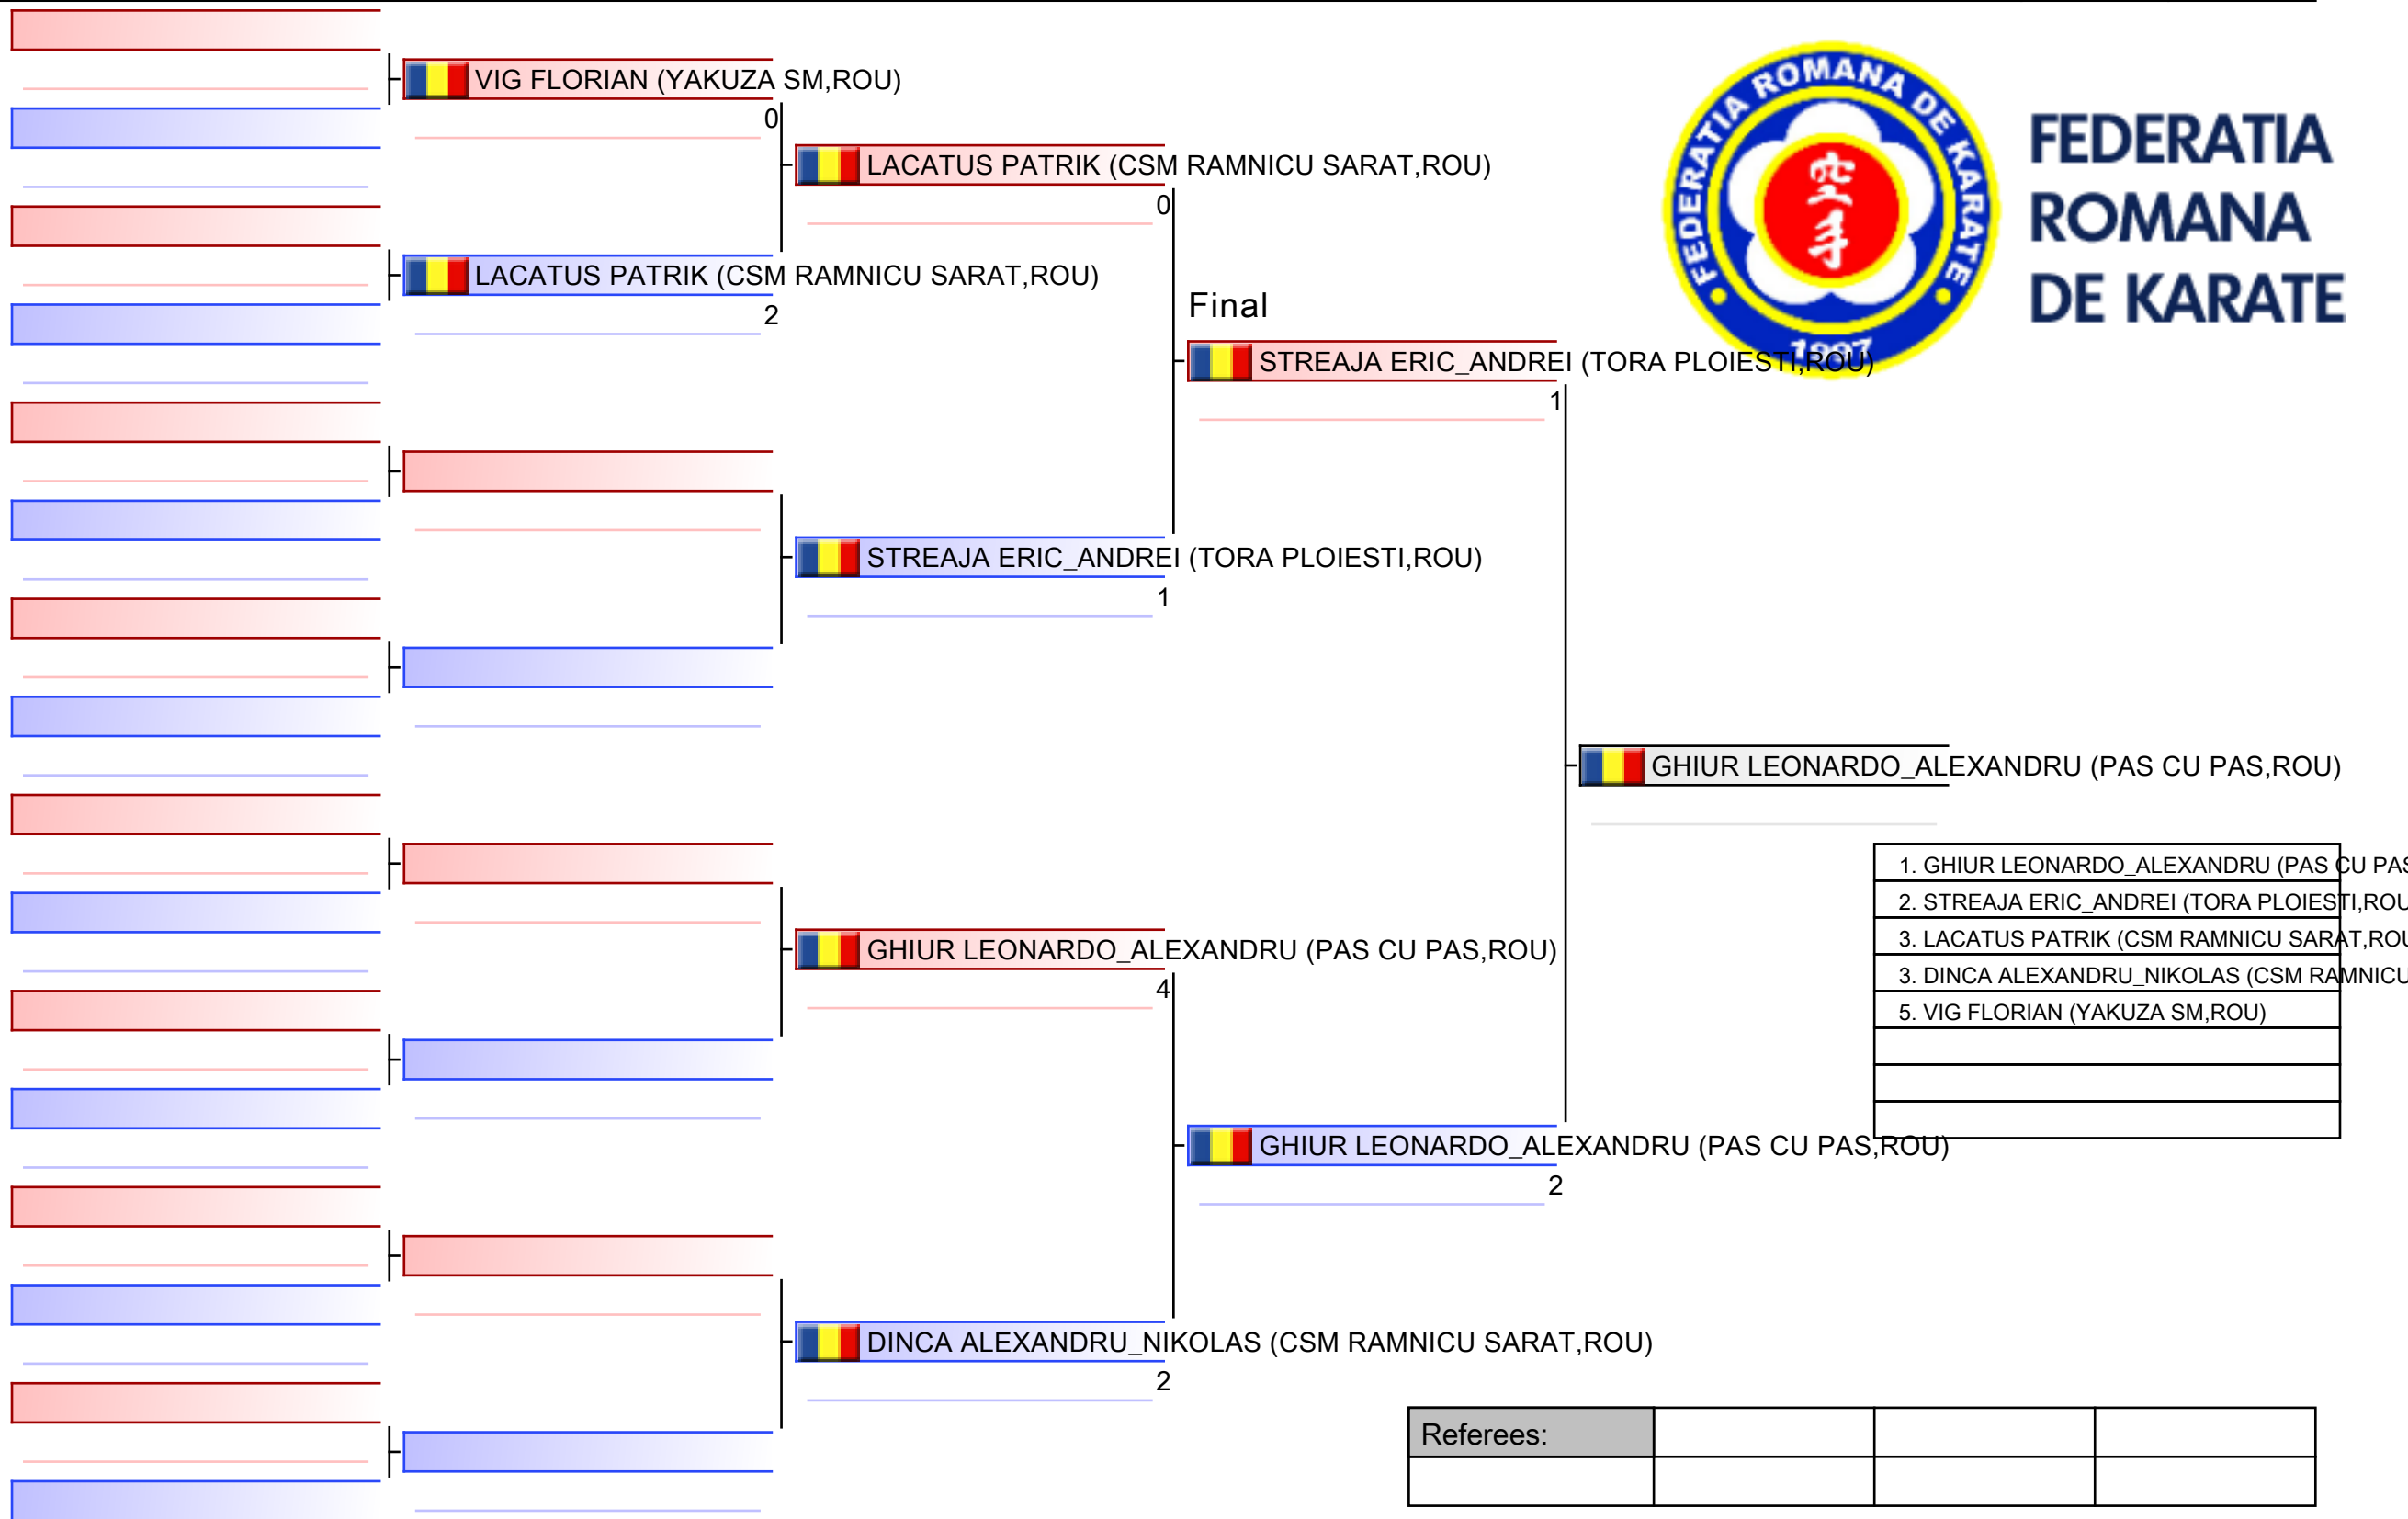 VIG FLORIAN (YAKUZA SM,ROU)
0
LACATUS PATRIK (CSM RAMNICU SARAT,ROU)
2
LACATUS PATRIK (CSM RAMNICU SARAT,ROU)
0
STREAJA ERIC_ANDREI (TORA PLOIESTI,ROU)
1
GHIUR LEONARDO_ALEXANDRU (PAS CU PAS,ROU)
4
DINCA ALEXANDRU_NIKOLAS (CSM RAMNICU SARAT,ROU)
2
Final
STREAJA ERIC_ANDREI (TORA PLOIESTI,ROU)
1
GHIUR LEONARDO_ALEXANDRU (PAS CU PAS,ROU)
2
GHIUR LEONARDO_ALEXANDRU (PAS CU PAS,ROU)
FEDERATIA ROMANA DE KARATE
空手
1997
FEDERATIA
ROMANA
DE KARATE
1. GHIUR LEONARDO_ALEXANDRU (PAS CU PAS
2. STREAJA ERIC_ANDREI (TORA PLOIESTI,ROU
3. LACATUS PATRIK (CSM RAMNICU SARAT,ROU
3. DINCA ALEXANDRU_NIKOLAS (CSM RAMNICU
5. VIG FLORIAN (YAKUZA SM,ROU)
Referees: